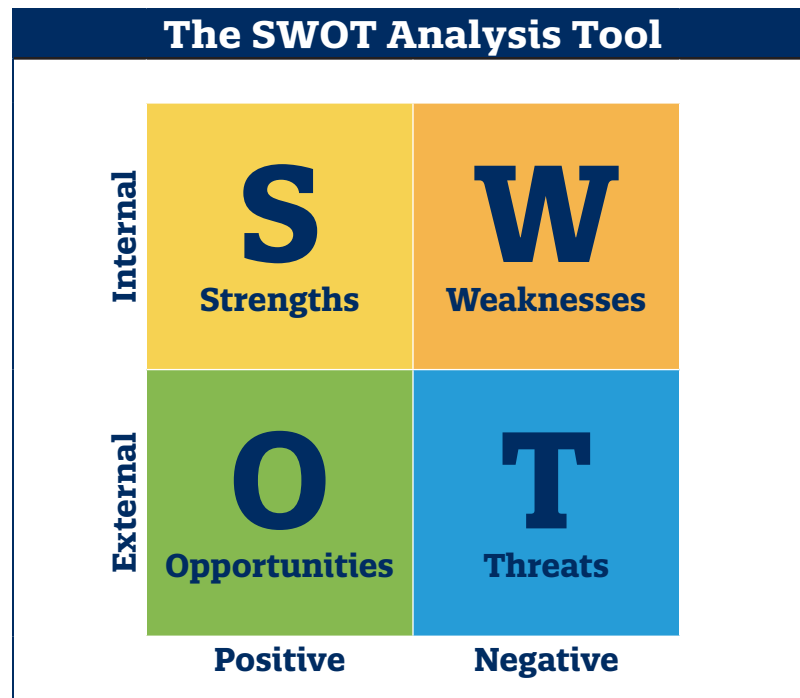 The SWOT Analysis Tool
Internal
S
Strengths
W
Weaknesses
External
O
Opportunities
T
Threats
Positive
Negative